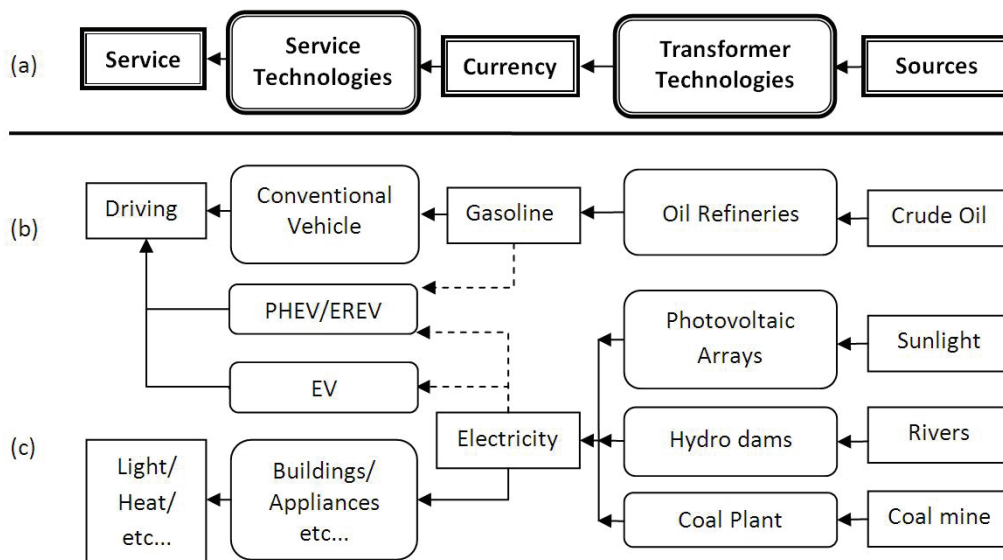 (a)
Service
Service
Technologies
Currency
Transformer
Technologies
Sources
(b)
Driving
Conventional
Vehicle
Gasoline
Oil Refineries
Crude Oil
PHEV/EREV
Photovoltaic
Arrays
Sunlight
EV
(c)
Light/
Heat/
etc...
Buildings/
Appliances
etc...
Electricity
Hydro dams
Rivers
Coal Plant
Coal mine